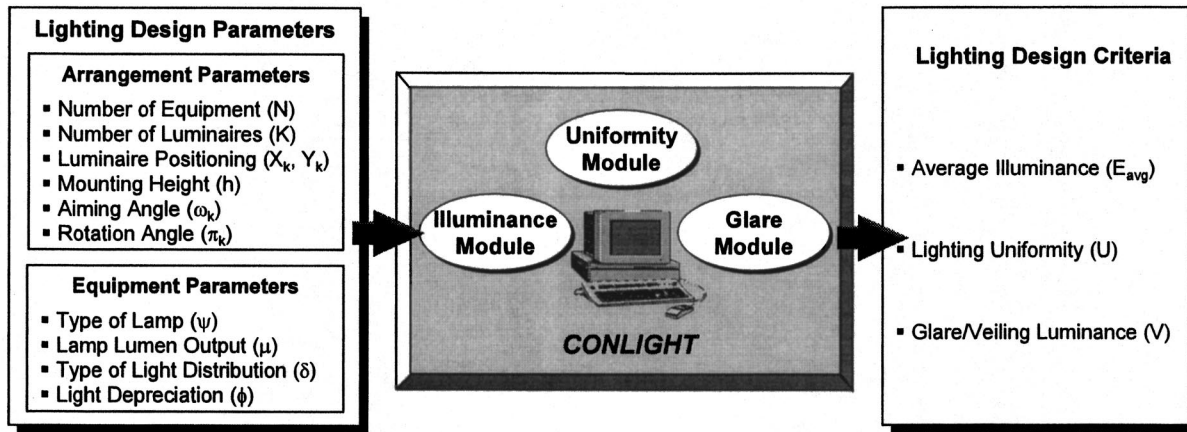 Lighting Design Parameters
Arrangement Parameters
▪ Number of Equipment (N)
▪ Number of Luminaires (K)
▪ Luminaire Positioning (Xk, Yk)
▪ Mounting Height (h)
▪ Aiming Angle (ωk)
▪ Rotation Angle (πk)
Equipment Parameters
▪ Type of Lamp (ψ)
▪ Lamp Lumen Output (μ)
▪ Type of Light Distribution (δ)
▪ Light Depreciation (ϕ)
Uniformity
Module
Illuminance
Module
Glare
Module
CONLIGHT
Lighting Design Criteria
▪ Average Illuminance (Eavg)
▪ Lighting Uniformity (U)
▪ Glare/Veiling Luminance (V)